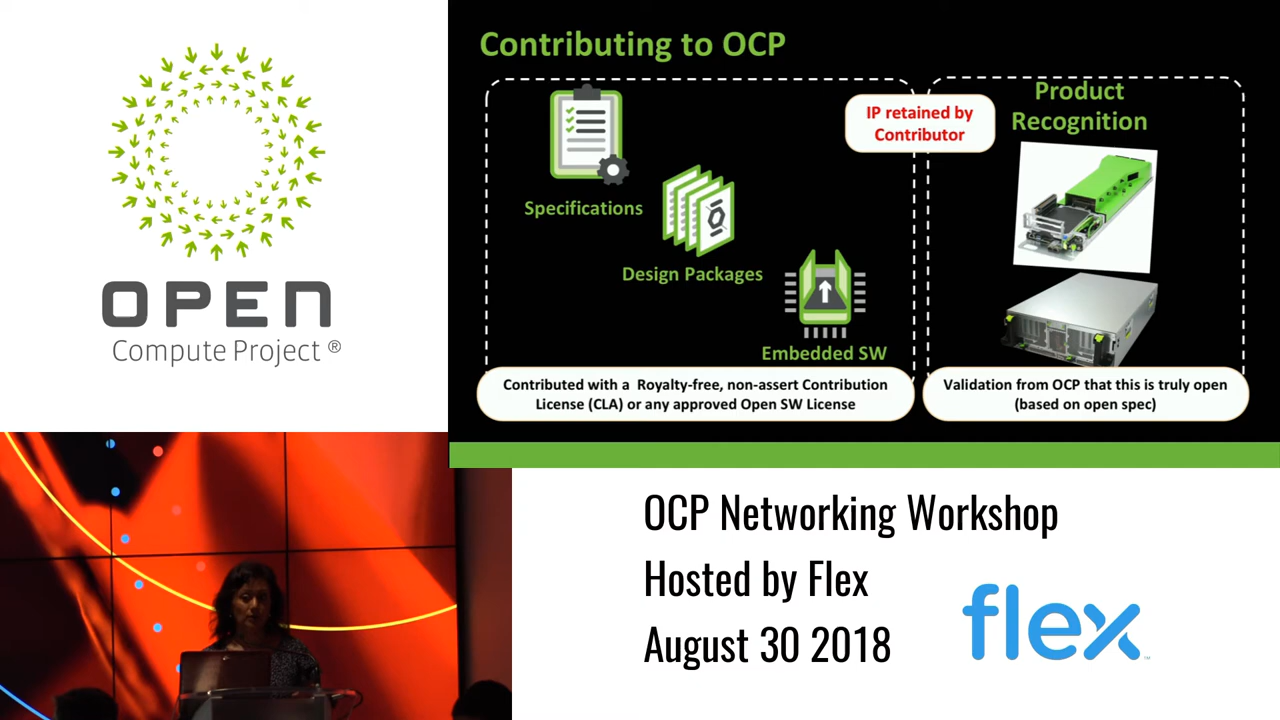 OPEN
Compute Project ®
Contributing to OCP
Specifications
Design Packages
Embedded SW
Contributed with a Royalty-free, non-assert Contribution
License (CLA) or any approved Open SW License
IP retained by
Contributor
Product
Recognition
Validation from OCP that this is truly open
(based on open spec)
OCP Networking Workshop
Hosted by Flex
August 30 2018
flex